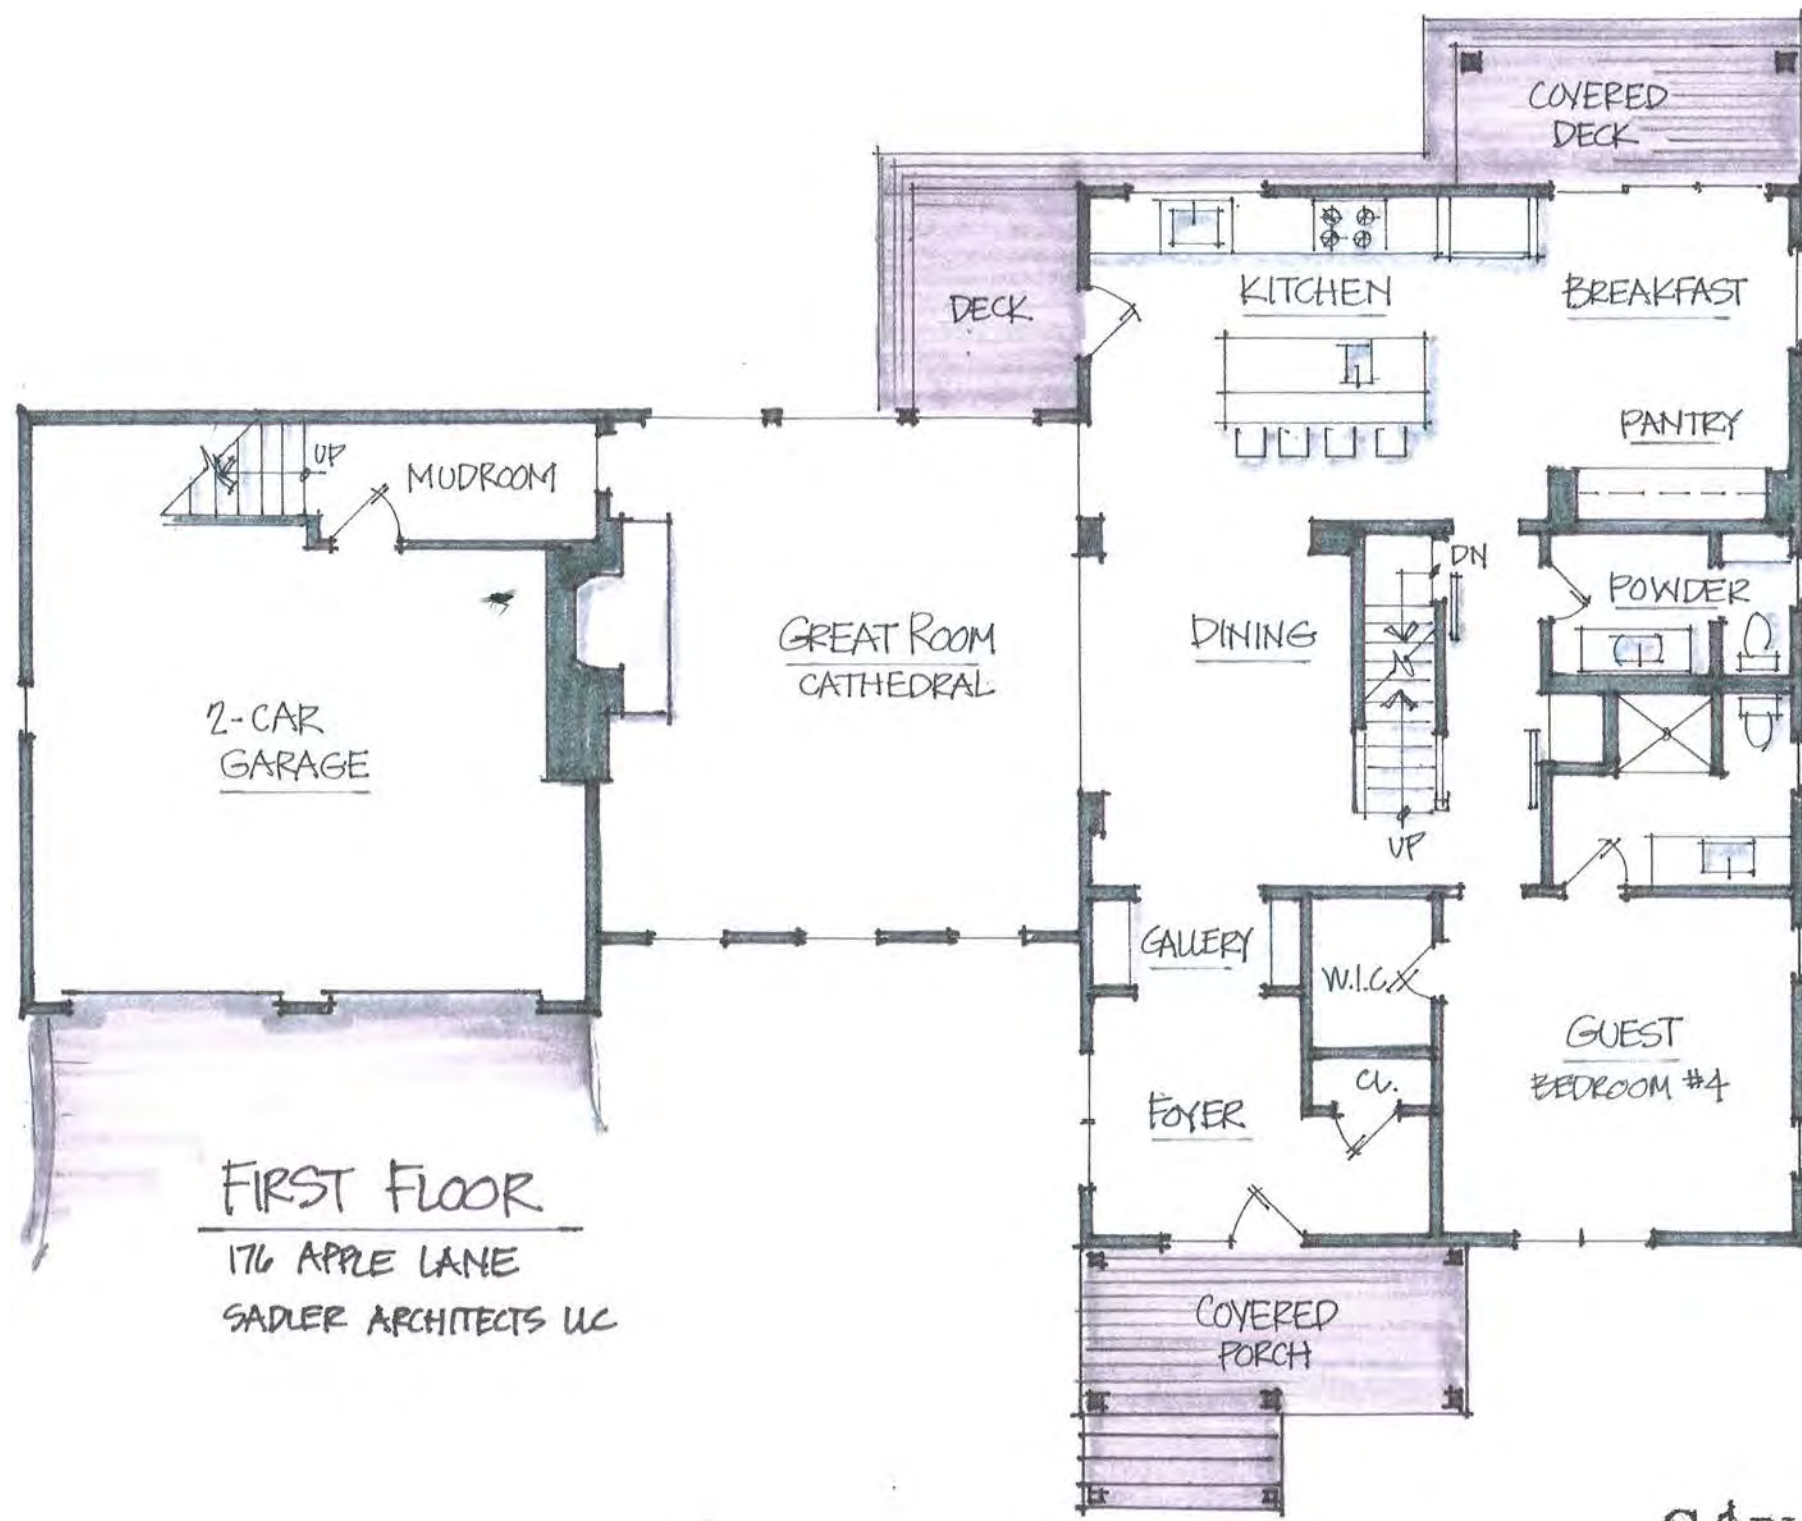 COVERED
DECK
DECK
KITCHEN
BREAKFAST
PANTRY
UP
MUDROOM
DN
POWDER
GREAT ROOM
CATHEDRAL
DINING
2-CAR
GARAGE
UP
GALLERY
W.I.C.
GUEST
BEDROOM #4
CL.
FOYER
FIRST FLOOR
176 APPLE LANE
SADLER ARCHITECTS LLC
COVERED
PORCH